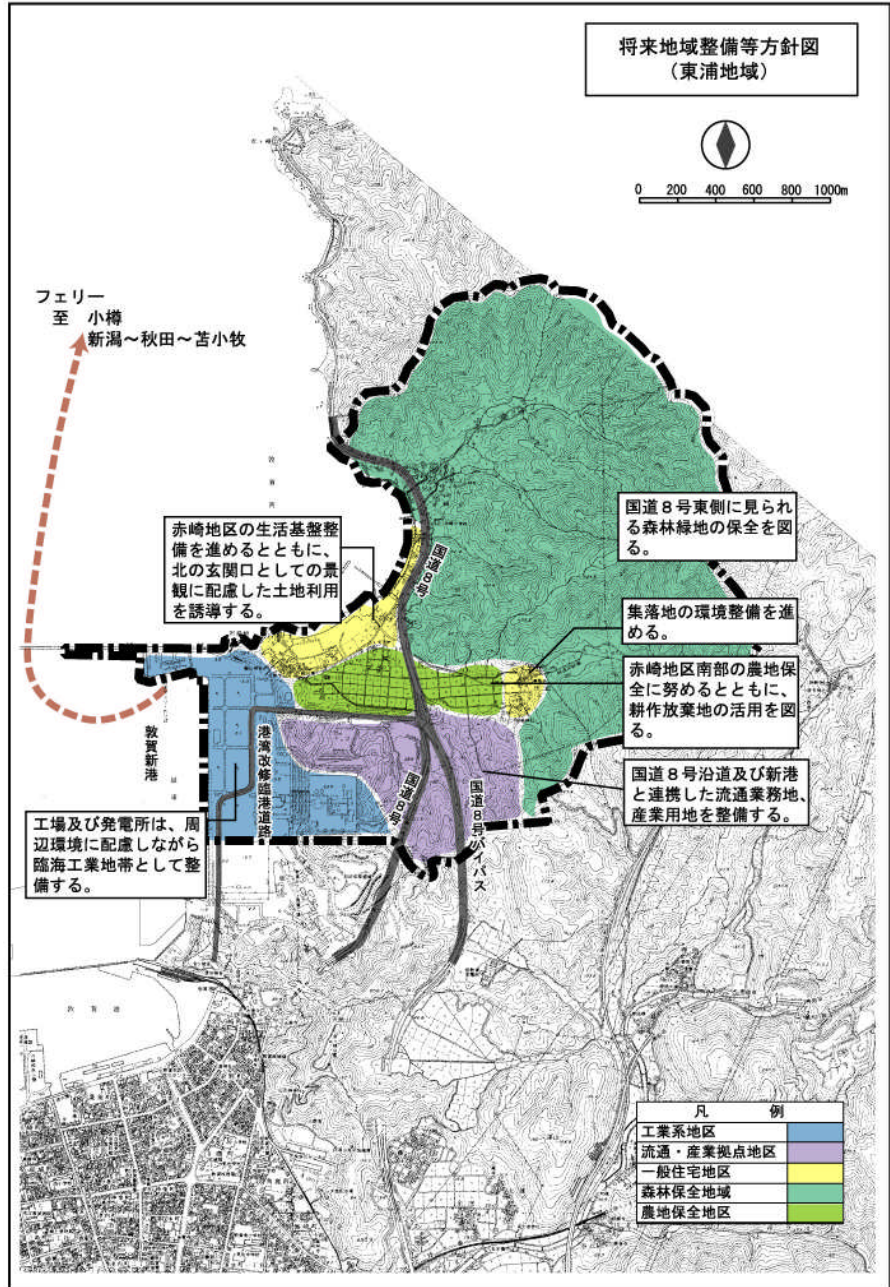 将来地域整備等方針図
(東浦地域)
0 200 400 600 800 1000m
フェリー
至 小樽
新潟~秋田~苫小牧
赤崎地区の生活基盤整
備を進めるとともに、
北の玄関口としての景
観に配慮した土地利用
を誘導する。
国道8号
国道8号東側に見られ
る森林緑地の保全を図
る。
集落地の環境整備を進
める。
赤崎地区南部の農地保
全に努めるとともに、
耕作放棄地の活用を図
る。
国道8号沿道及び新港
と連携した流通業務地、
産業用地を整備する。
敦賀新港
港湾改修臨港道路
国道8号
国道8号バイパス
工場及び発電所は、周
辺環境に配慮しながら
臨海工業地帯として整
備する。
敦賀港
凡例
工業系地区
流通・産業拠点地区
一般住宅地区
森林保全地域
農地保全地区